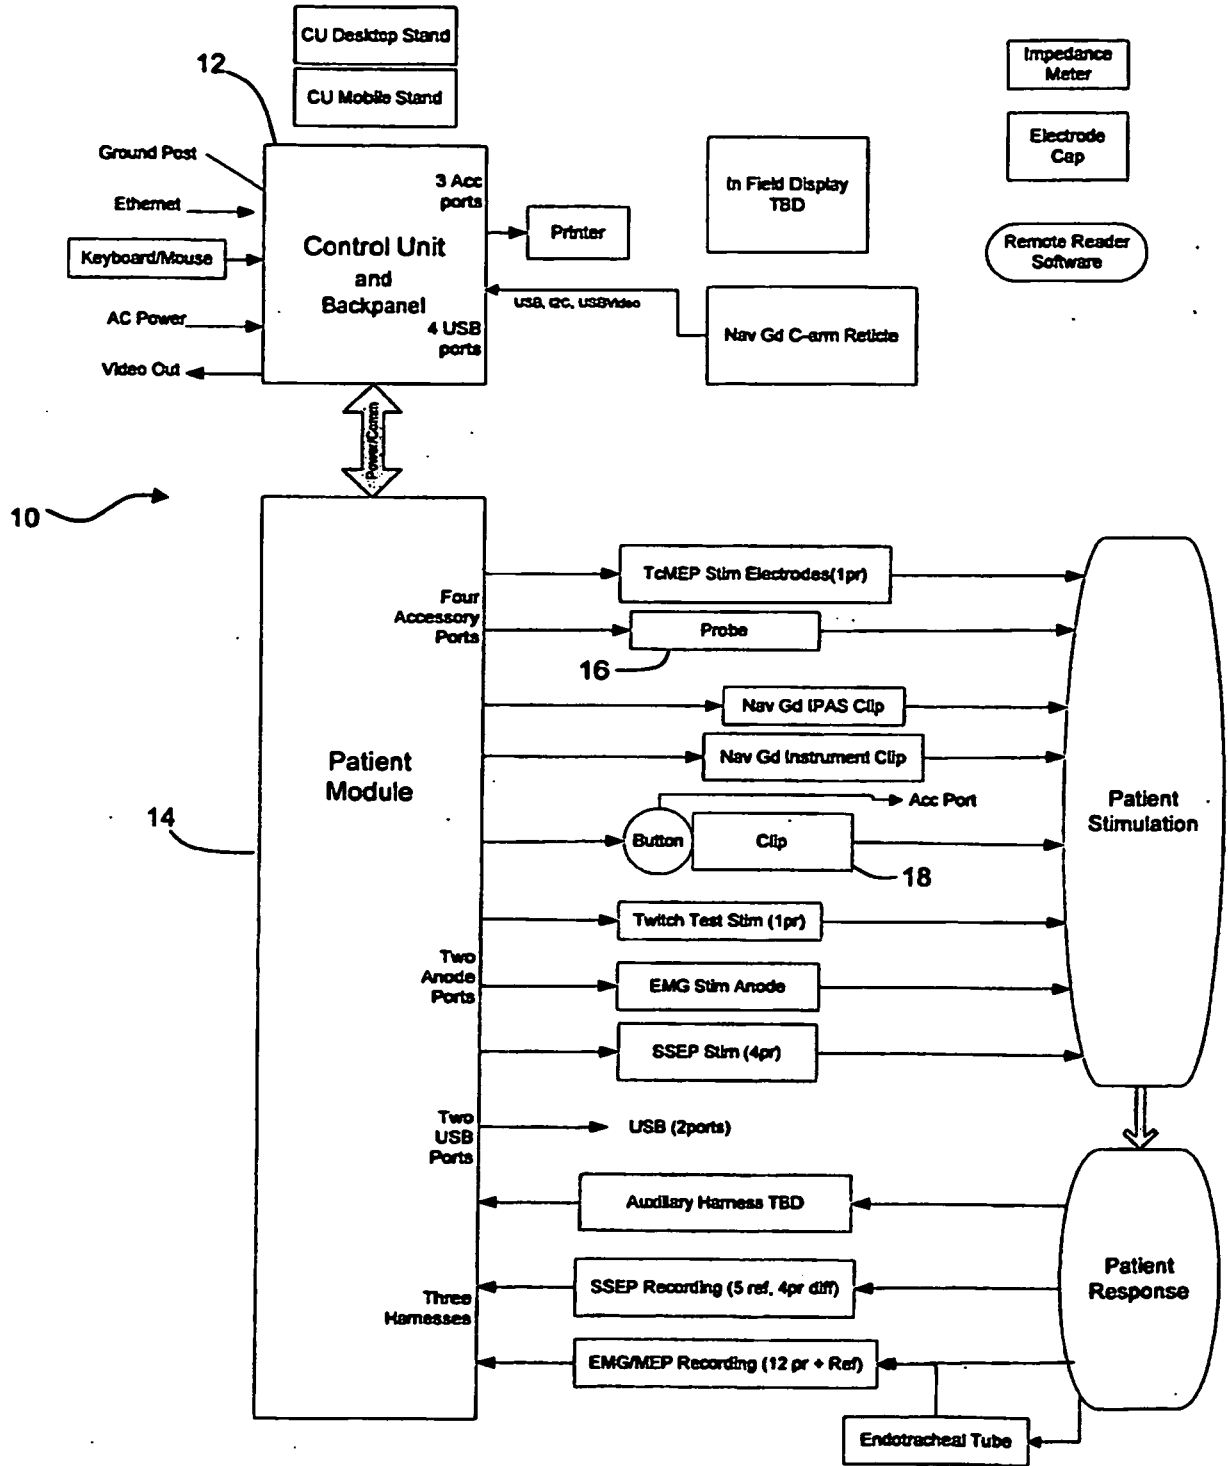 CU Desktop Stand
12
CU Mobile Stand
Impedance
Meter
Electrode
Cap
Ground Post
3 Acc
ports
In Field Display
TBD
Ethernet
Control Unit
and
Backpanel
Printer
Keyboard/Mouse
Remote Reader
Software
USB, I2C, USBVideo
AC Power
4 USB
ports
Nav Gd C-arm Reticle
Video Out
Power/Comm
10
TcMEP Stim Electrodes(1pr)
Four
Accessory
Ports
Probe
16
Nav Gd IPAS Clip
Patient
Module
Nav Gd Instrument Clip
Patient
Stimulation
Acc Port
14
Button
Clip
18
Twitch Test Stim (1pr)
Two
Anode
Ports
EMG Stim Anode
SSEP Stim (4pr)
Two
USB
Ports
USB (2ports)
Auxiliary Harness TBD
Patient
Response
SSEP Recording (5 ref, 4pr diff)
Three
Harnesses
EMG/MEP Recording (12 pr + Ref)
Endotracheal Tube